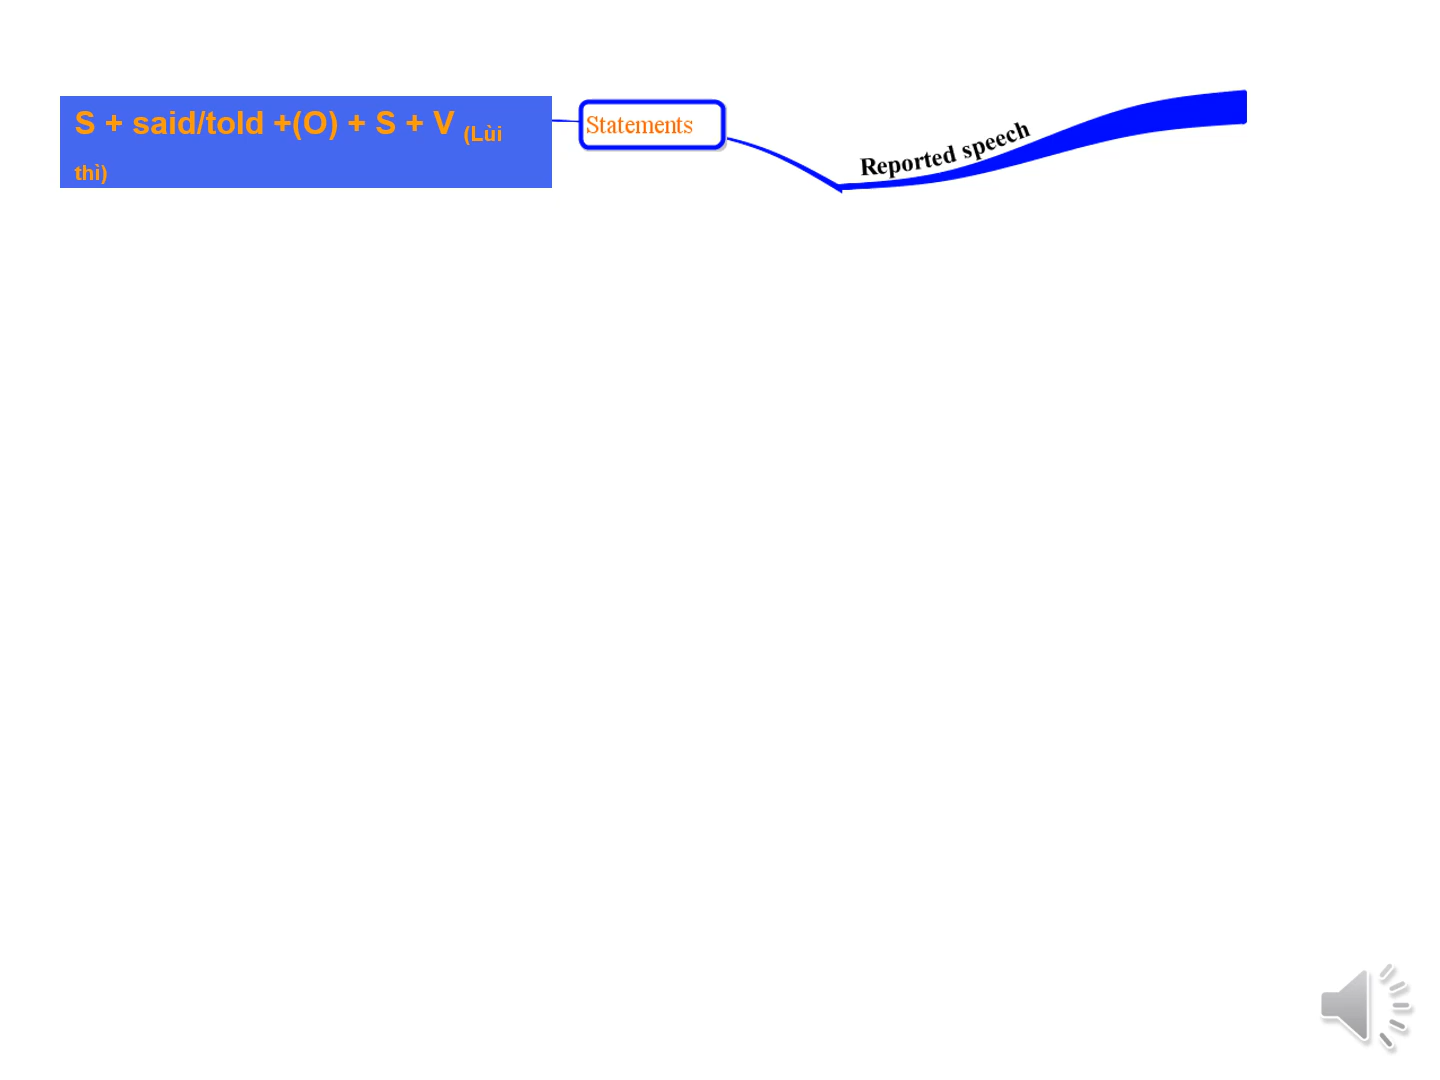 S + said/told +(O) + S + V (Lùi
thì)
Statements
Reported speech